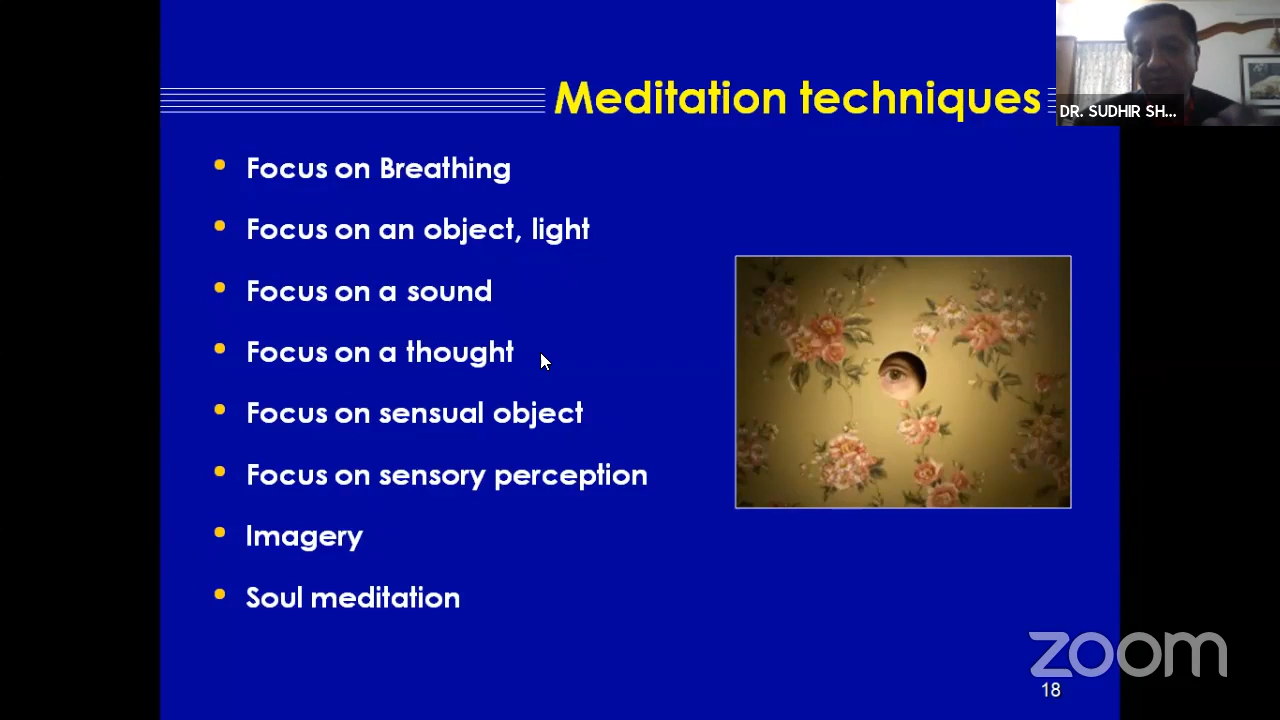 Meditation techniques
DR. SUDHIR SH...
Focus on Breathing
Focus on an object, light
Focus on a sound
Focus on a thought
Focus on sensual object
Focus on sensory perception
Imagery
Soul meditation
zoom
18